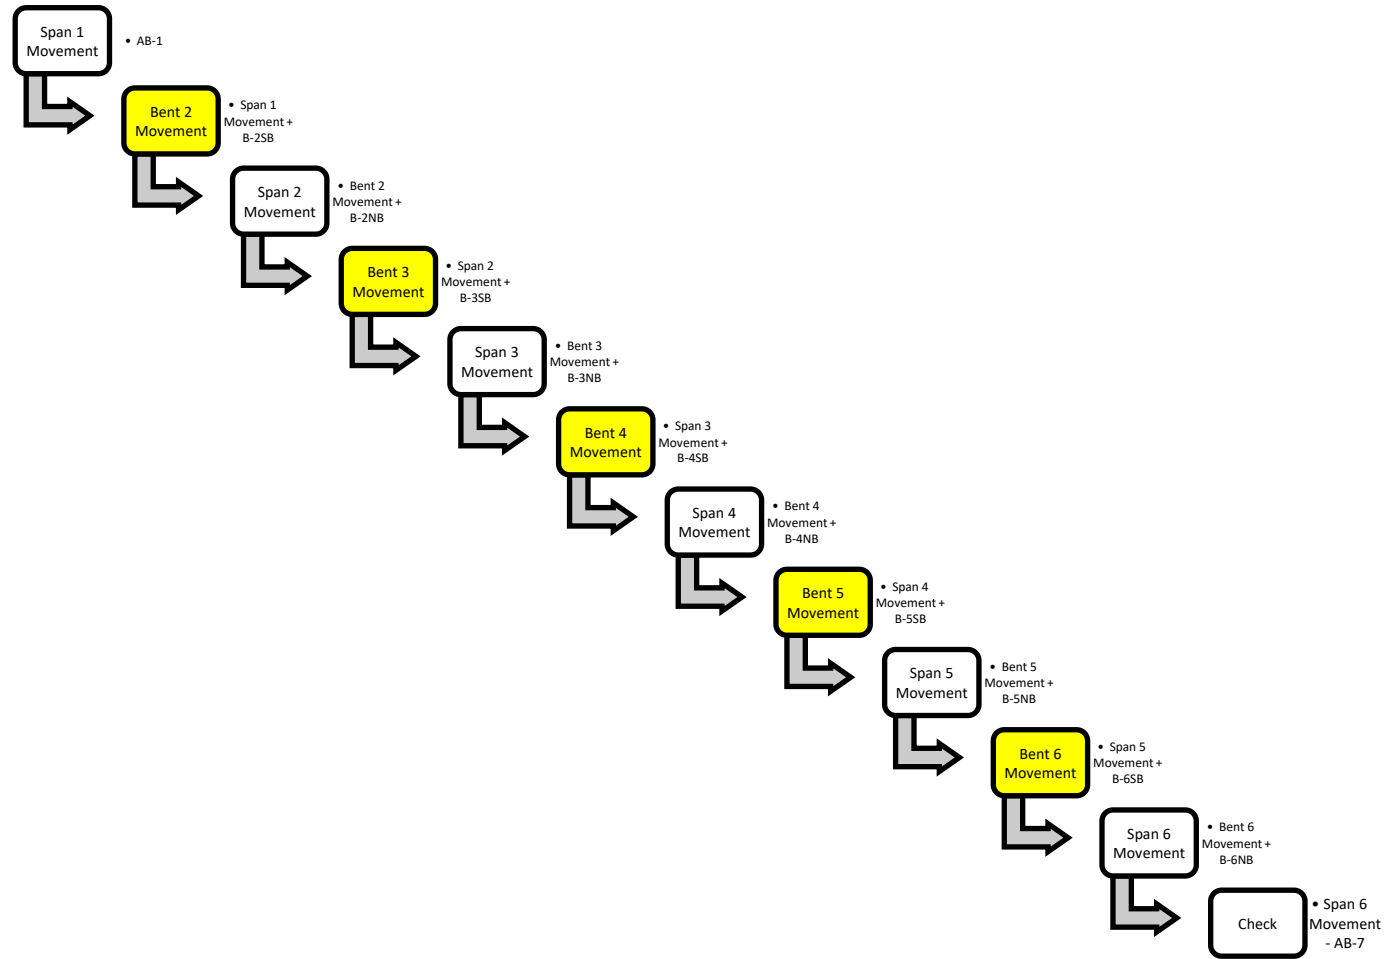 Span 1
Movement
• AB-1
Bent 2
Movement
• Span 1
Movement +
B-2SB
Span 2
Movement
• Bent 2
Movement +
B-2NB
Bent 3
Movement
• Span 2
Movement +
B-3SB
Span 3
Movement
• Bent 3
Movement +
B-3NB
Bent 4
Movement
• Span 3
Movement +
B-4SB
Span 4
Movement
• Bent 4
Movement +
B-4NB
Bent 5
Movement
• Span 4
Movement +
B-5SB
Span 5
Movement
• Bent 5
Movement +
B-5NB
Bent 6
Movement
• Span 5
Movement +
B-6SB
Span 6
Movement
• Bent 6
Movement +
B-6NB
Check
• Span 6
Movement
- AB-7